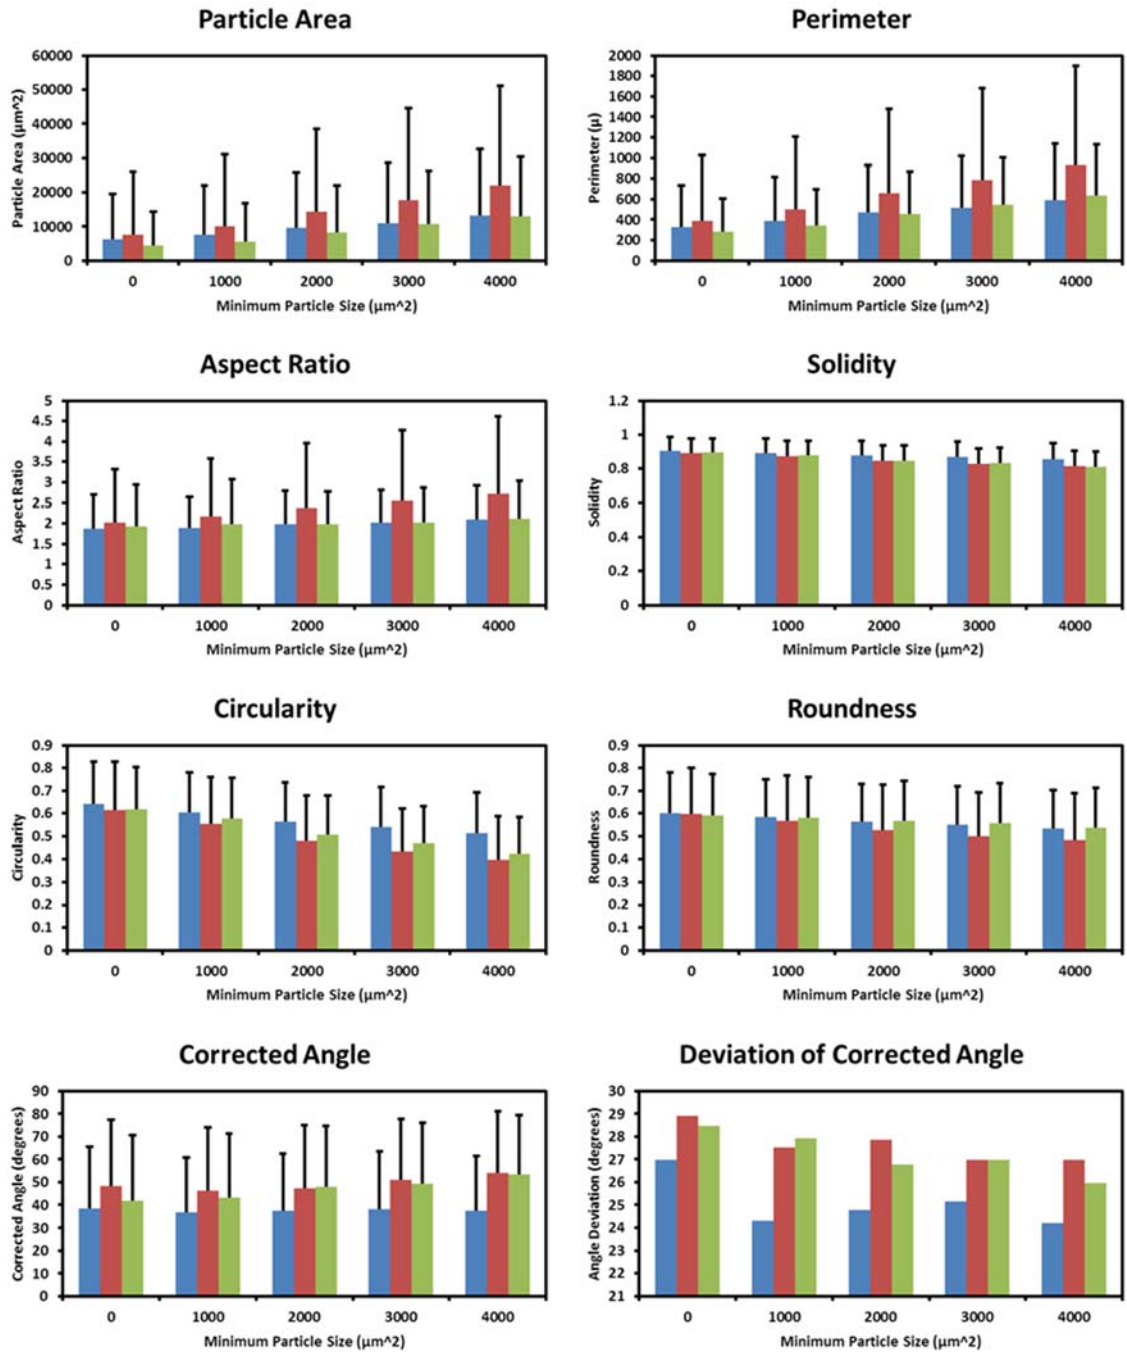 Particle Area
Particle Area (µm^2)
60000
50000
40000
30000
20000
10000
0
0 1000 2000 3000 4000
Minimum Particle Size (µm^2)
Perimeter
Perimeter (µ)
2000
1800
1600
1400
1200
1000
800
600
400
200
0
0 1000 2000 3000 4000
Minimum Particle Size (µm^2)
Aspect Ratio
Aspect Ratio
5
4.5
4
3.5
3
2.5
2
1.5
1
0.5
0
0 1000 2000 3000 4000
Minimum Particle Size (µm^2)
Solidity
Solidity
1.2
1
0.8
0.6
0.4
0.2
0
0 1000 2000 3000 4000
Minimum Particle Size (µm^2)
Circularity
Circularity
0.9
0.8
0.7
0.6
0.5
0.4
0.3
0.2
0.1
0
0 1000 2000 3000 4000
Minimum Particle Size (µm^2)
Roundness
Roundness
0.9
0.8
0.7
0.6
0.5
0.4
0.3
0.2
0.1
0
0 1000 2000 3000 4000
Minimum Particle Size (µm^2)
Corrected Angle
Corrected Angle (degrees)
90
80
70
60
50
40
30
20
10
0
0 1000 2000 3000 4000
Minimum Particle Size (µm^2)
Deviation of Corrected Angle
Angle Deviation (degrees)
30
29
28
27
26
25
24
23
22
21
0 1000 2000 3000 4000
Minimum Particle Size (µm^2)